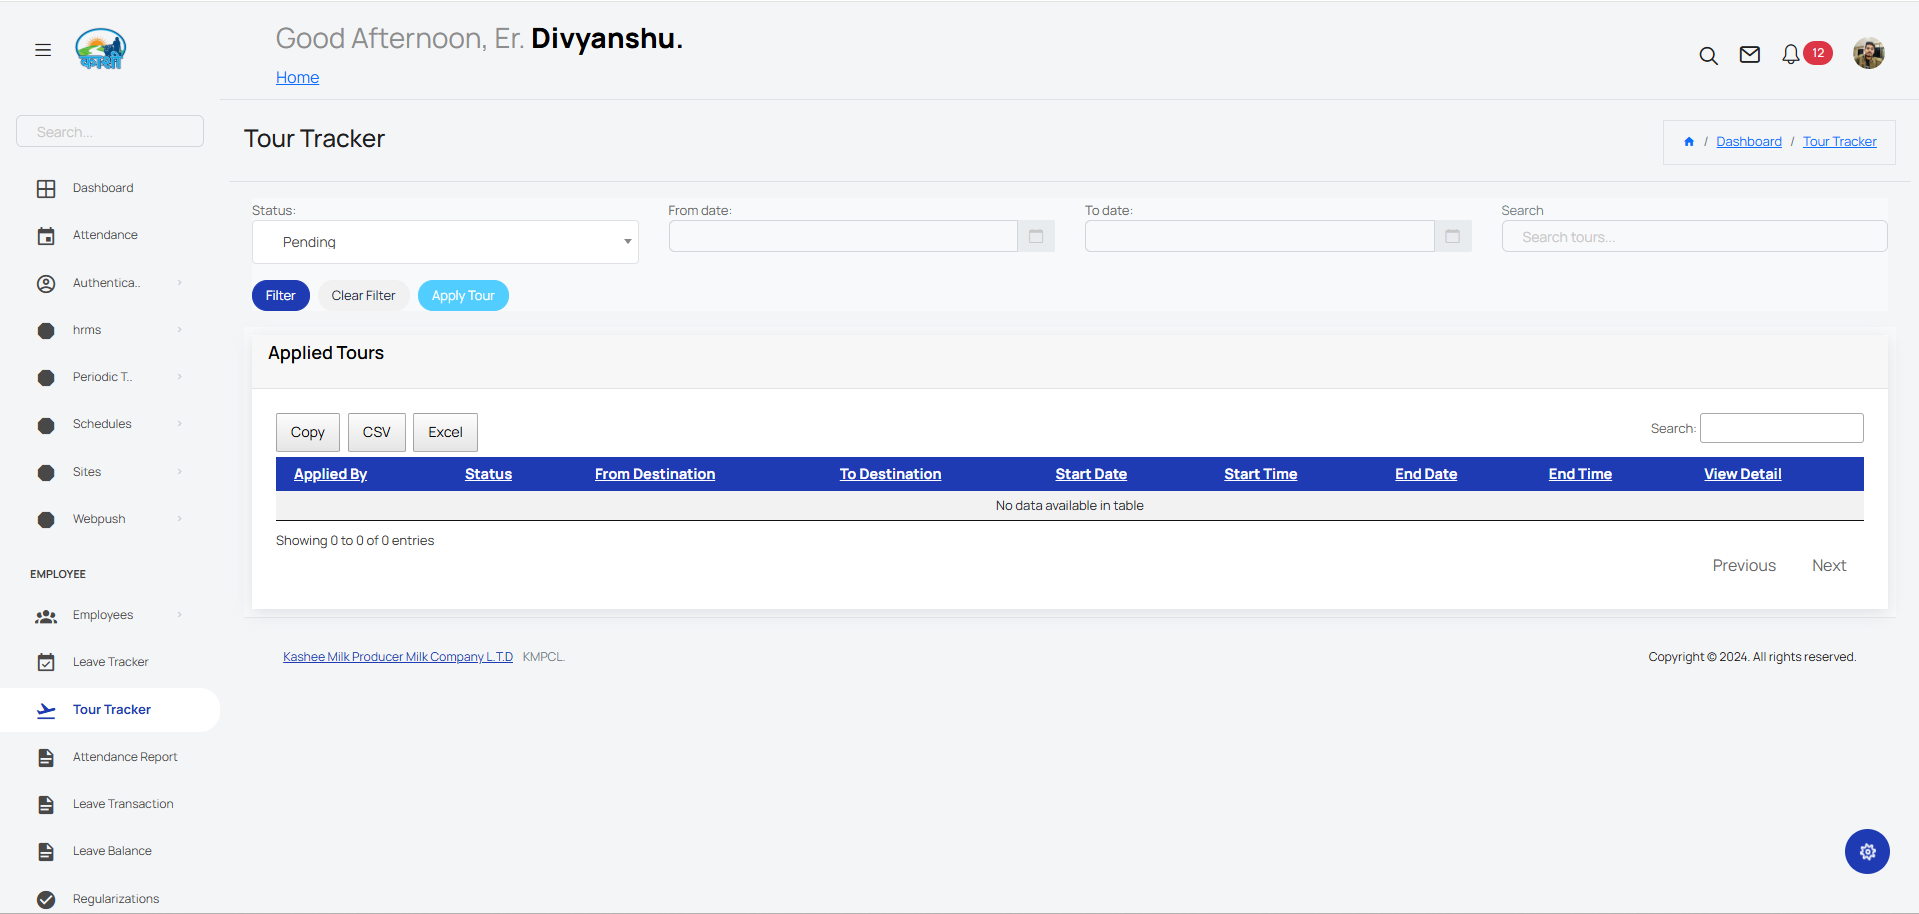 काशी
Good Afternoon, Er. Divyanshu.
Home
12
Search...
Dashboard
Attendance
Authentica..
hrms
Periodic T..
Schedules
Sites
Webpush
EMPLOYEE
Employees
Leave Tracker
Tour Tracker
Attendance Report
Leave Transaction
Leave Balance
Regularizations
Tour Tracker
/ Dashboard / Tour Tracker
Status:
Pending
From date:
To date:
Search
Search tours...
Filter Clear Filter Apply Tour
Applied Tours
Copy CSV Excel
Search:
Applied By Status From Destination To Destination Start Date Start Time End Date End Time View Detail
No data available in table
Showing 0 to 0 of 0 entries
Previous Next
Kashee Milk Producer Milk Company L.T.D KMPCL.
Copyright © 2024. All rights reserved.